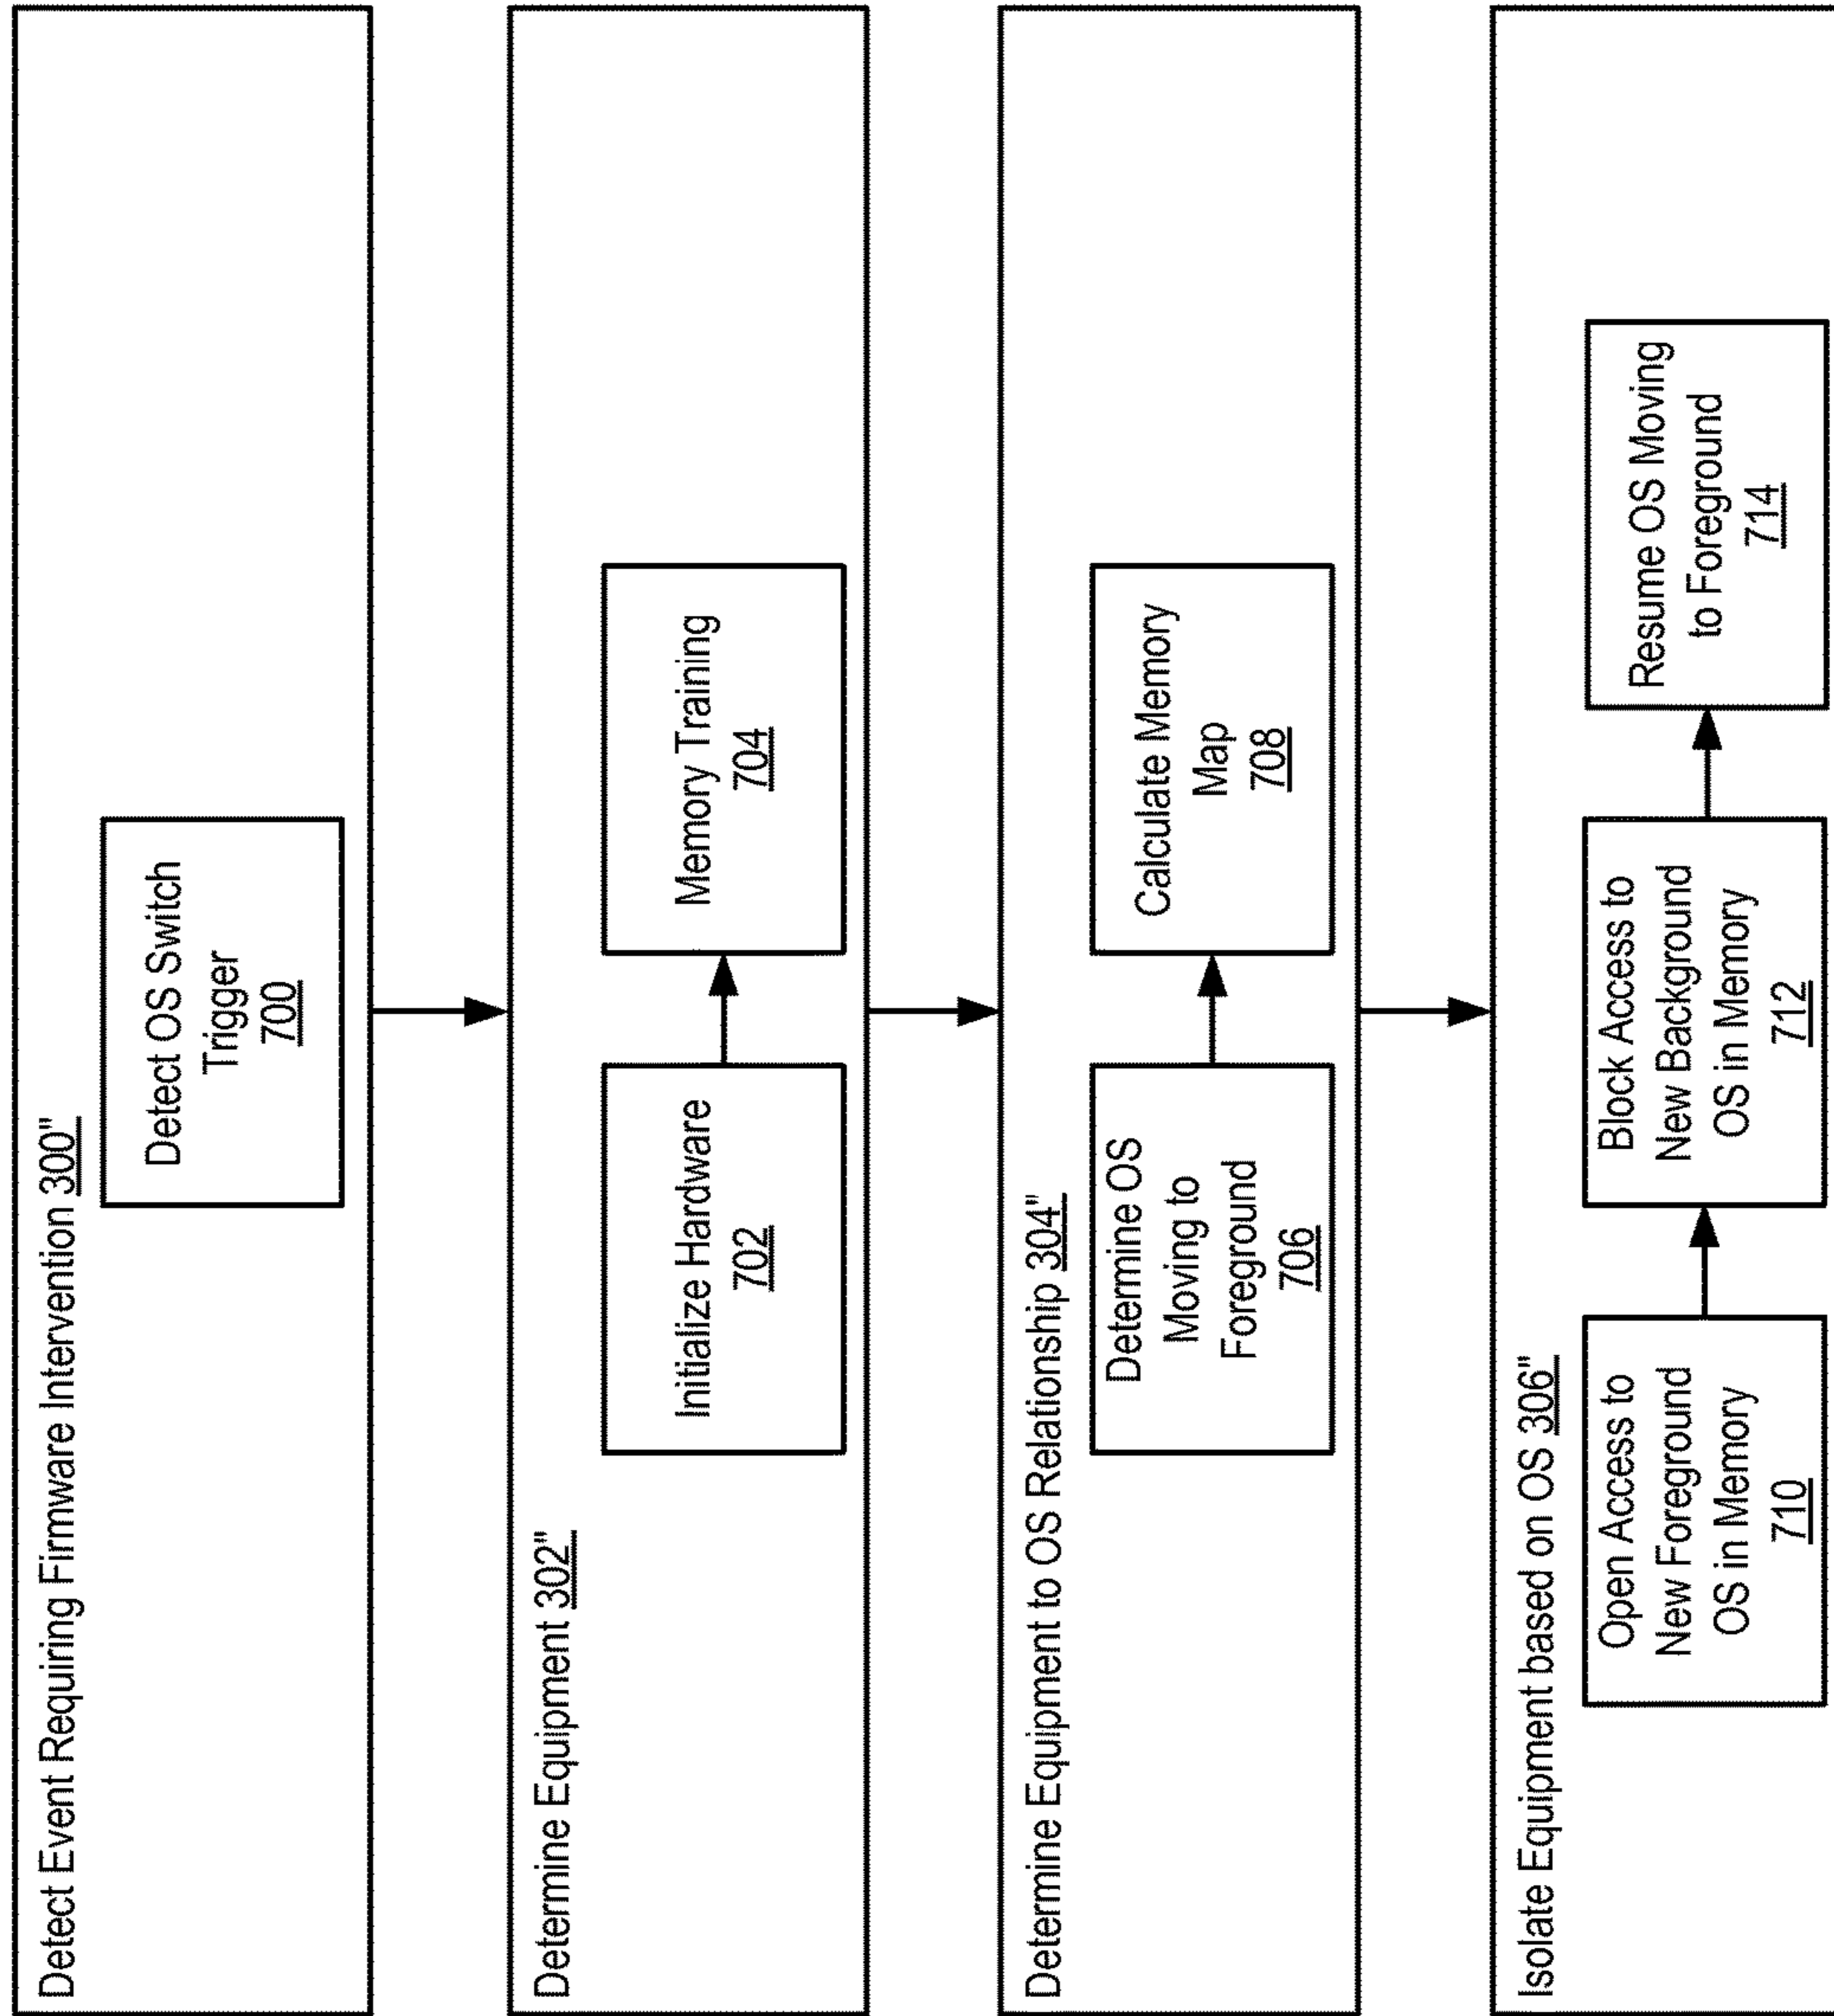 Detect Event Requiring Firmware Intervention 300"
Detect OS Switch
Trigger
700
Determine Equipment 302"
Initialize Hardware
702
Memory Training
704
Determine Equipment to OS Relationship 304"
Determine OS
Moving to
Foreground
706
Calculate Memory
Map
708
Isolate Equipment based on OS 306"
Open Access to
New Foreground
OS in Memory
710
Block Access to
New Background
OS in Memory
712
Resume OS Moving
to Foreground
714